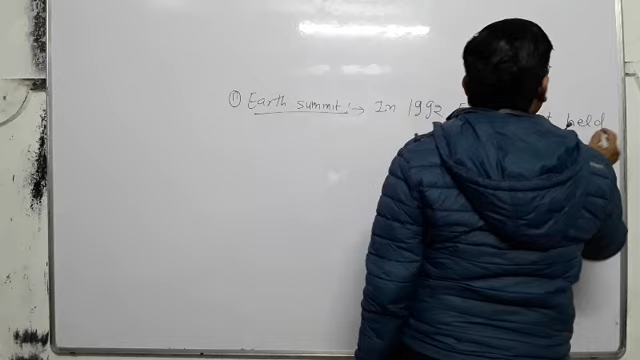 ① Earth summit :→ In 1992 held